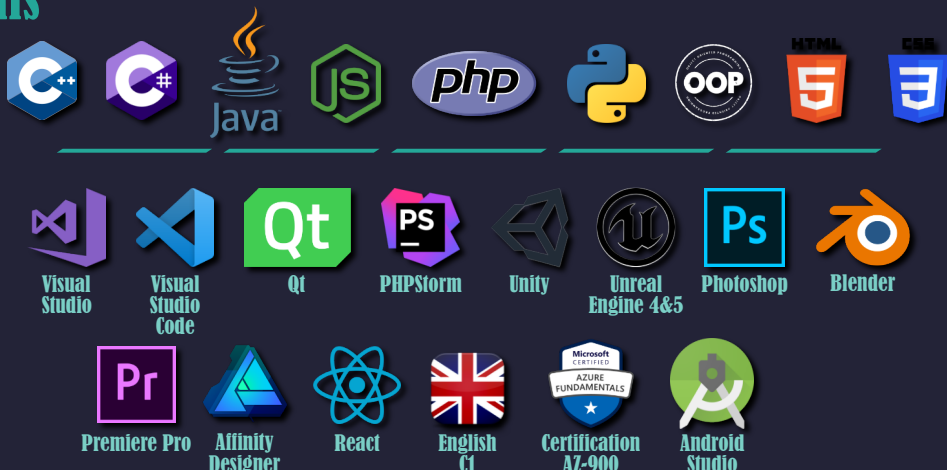 C++
C#
Java
JS
php
OOP
HTML
5
CSS
3
Qt
PS
Ps
Visual Studio
Visual Studio Code
Qt
PHPStorm
Unity
Unreal Engine 4&5
Photoshop
Blender
Pr
Microsoft
CERTIFIED
AZURE
FUNDAMENTALS
Premiere Pro
Affinity Designer
React
English C1
Certification AZ-900
Android Studio